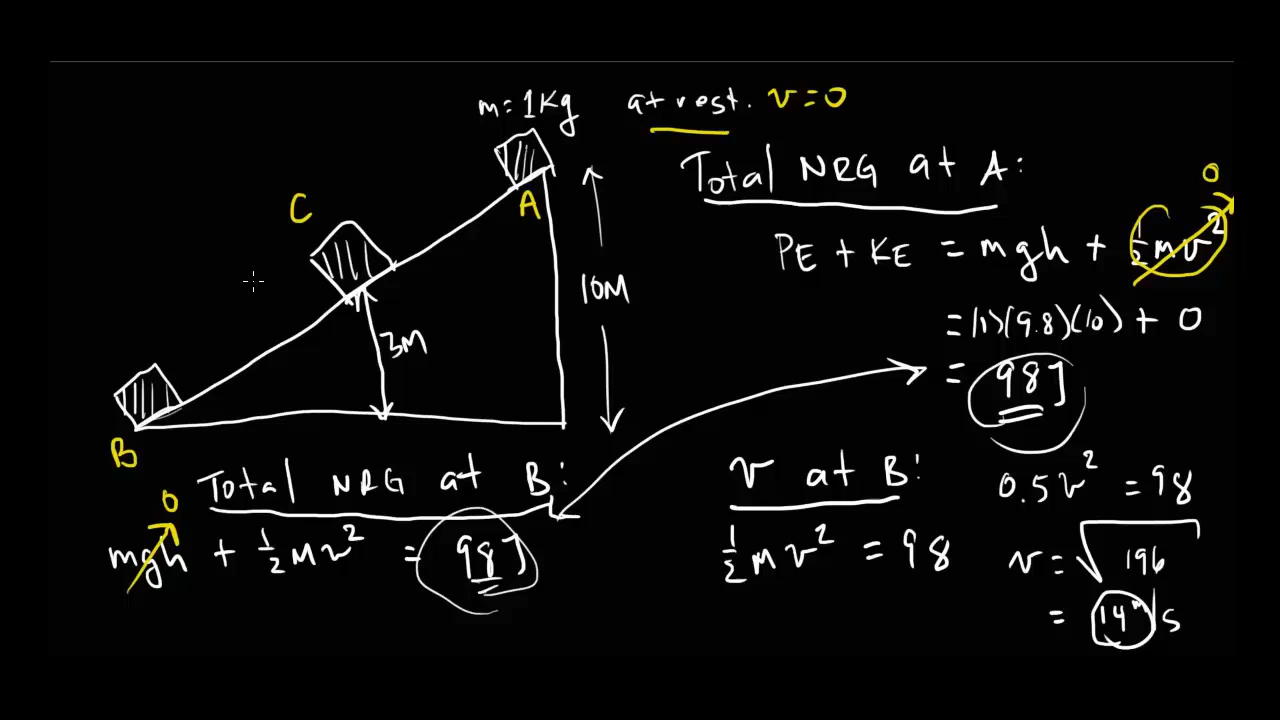 m = 1Kg at rest. v = 0
Total NRG at A:
PE + KE = mgh + ½mv² 0
= (1)(9.8)(10) + 0
= 98J
A
C
B
10M
3M
Total NRG at B:
mgh 0 + ½mv² = 98J
v at B:
½mv² = 98
0.5v² = 98
v = √196
= 14 m/s